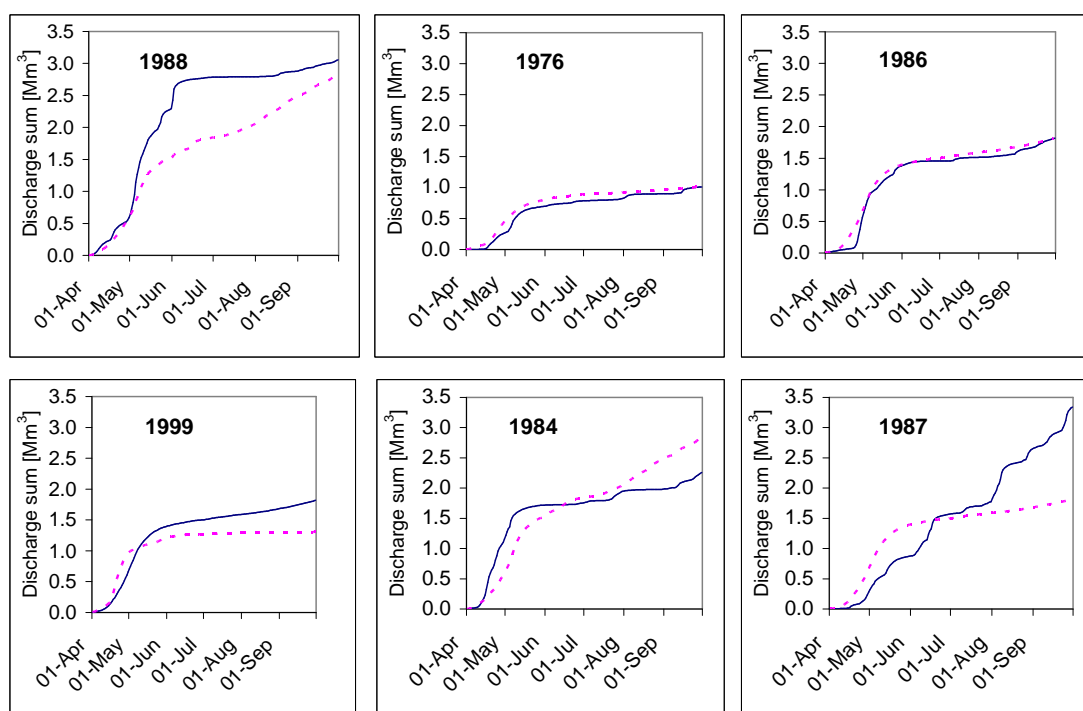 1988
Discharge sum [Mm³]
3.5
3.0
2.5
2.0
1.5
1.0
0.5
0.0
01-Apr
01-May
01-Jun
01-Jul
01-Aug
01-Sep
1976
Discharge sum [Mm³]
3.5
3.0
2.5
2.0
1.5
1.0
0.5
0.0
01-Apr
01-May
01-Jun
01-Jul
01-Aug
01-Sep
1986
Discharge sum [Mm³]
3.5
3.0
2.5
2.0
1.5
1.0
0.5
0.0
01-Apr
01-May
01-Jun
01-Jul
01-Aug
01-Sep
1999
Discharge sum [Mm³]
3.5
3.0
2.5
2.0
1.5
1.0
0.5
0.0
01-Apr
01-May
01-Jun
01-Jul
01-Aug
01-Sep
1984
Discharge sum [Mm³]
3.5
3.0
2.5
2.0
1.5
1.0
0.5
0.0
01-Apr
01-May
01-Jun
01-Jul
01-Aug
01-Sep
1987
Discharge sum [Mm³]
3.5
3.0
2.5
2.0
1.5
1.0
0.5
0.0
01-Apr
01-May
01-Jun
01-Jul
01-Aug
01-Sep